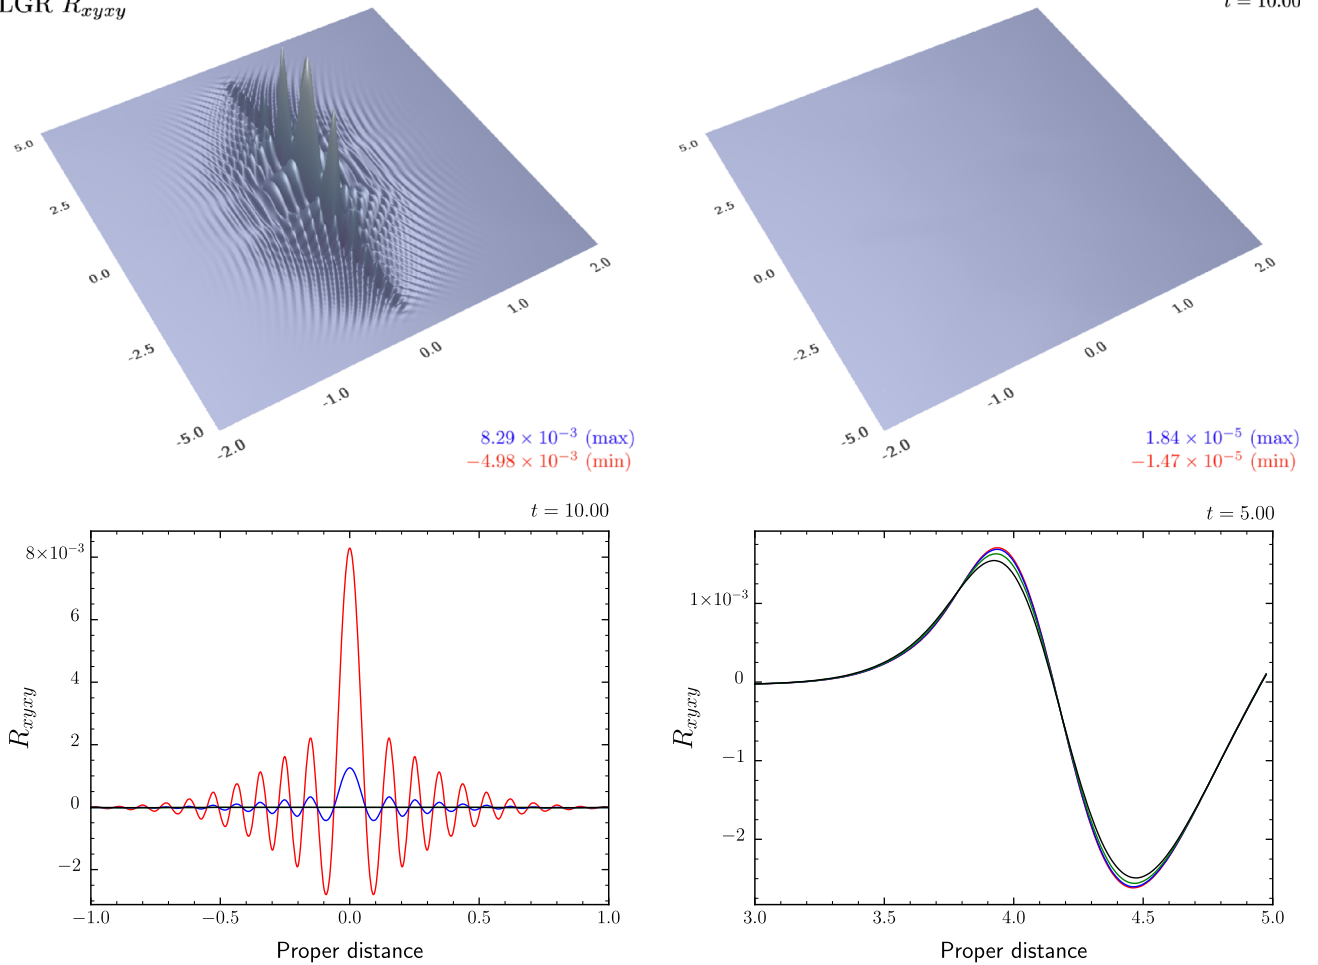 LGR Rxyxy
t = 10.00
5.0
2.5
0.0
-2.5
-5.0
-2.0
-1.0
0.0
1.0
2.0
8.29 × 10⁻³ (max)
−4.98 × 10⁻³ (min)
5.0
2.5
0.0
-2.5
-5.0
-2.0
-1.0
0.0
1.0
2.0
1.84 × 10⁻⁵ (max)
−1.47 × 10⁻⁵ (min)
t = 10.00
8×10⁻³
6
4
2
0
−2
Rxyxy
−1.0 −0.5 0.0 0.5 1.0
Proper distance
t = 5.00
1×10⁻³
0
−1
−2
Rxyxy
3.0 3.5 4.0 4.5 5.0
Proper distance